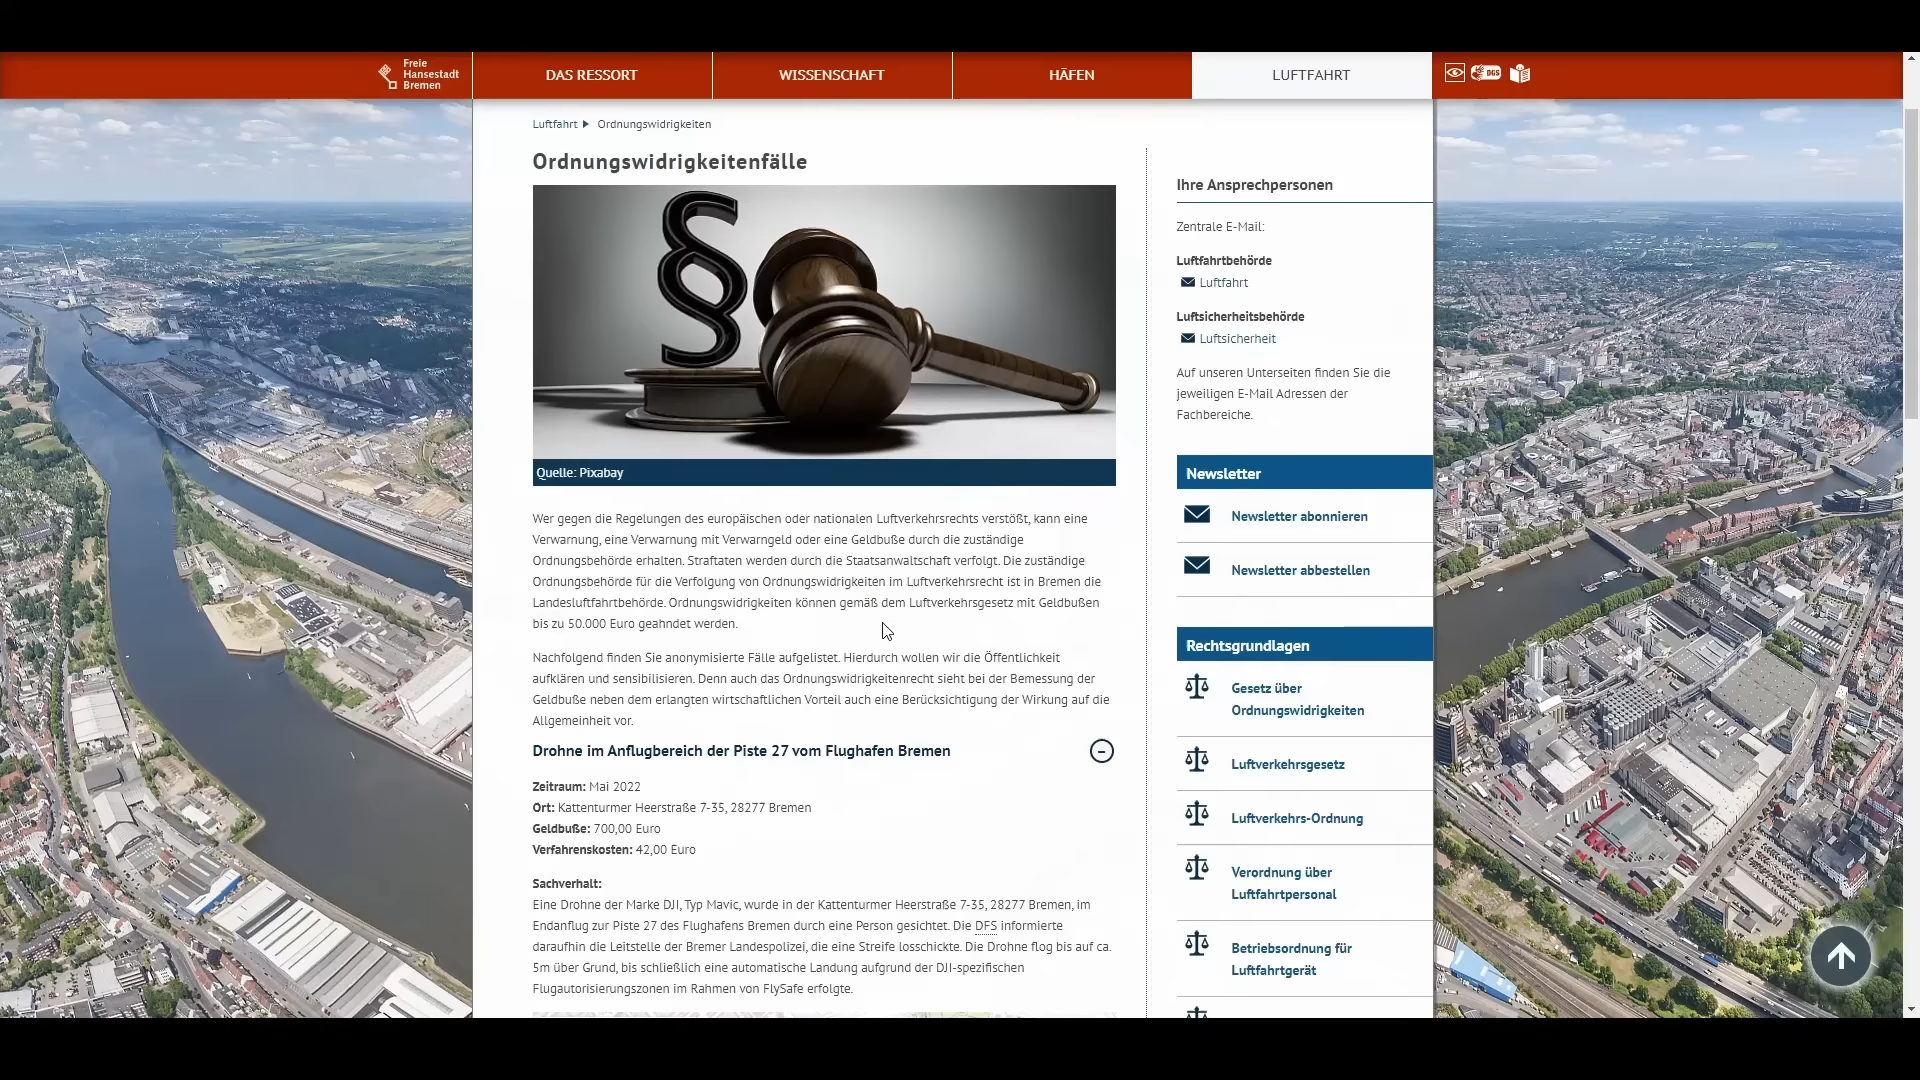 Freie
Hansestadt
Bremen
DAS RESSORT
WISSENSCHAFT
HÄFEN
LUFTFAHRT
DGS
Luftfahrt
Ordnungswidrigkeiten
Ordnungswidrigkeitenfälle
§
Quelle: Pixabay
Wer gegen die Regelungen des europäischen oder nationalen Luftverkehrsrechts verstößt, kann eine
Verwarnung, eine Verwarnung mit Verwarngeld oder eine Geldbuße durch die zuständige
Ordnungsbehörde erhalten. Straftaten werden durch die Staatsanwaltschaft verfolgt. Die zuständige
Ordnungsbehörde für die Verfolgung von Ordnungswidrigkeiten im Luftverkehrsrecht ist in Bremen die
Landesluftfahrtbehörde. Ordnungswidrigkeiten können gemäß dem Luftverkehrsgesetz mit Geldbußen
bis zu 50.000 Euro geahndet werden.
Nachfolgend finden Sie anonymisierte Fälle aufgelistet. Hierdurch wollen wir die Öffentlichkeit
aufklären und sensibilisieren. Denn auch das Ordnungswidrigkeitenrecht sieht bei der Bemessung der
Geldbuße neben dem erlangten wirtschaftlichen Vorteil auch eine Berücksichtigung der Wirkung auf die
Allgemeinheit vor.
Drohne im Anflugbereich der Piste 27 vom Flughafen Bremen
Zeitraum: Mai 2022
Ort: Kattenturmer Heerstraße 7-35, 28277 Bremen
Geldbuße: 700,00 Euro
Verfahrenskosten: 42,00 Euro
Sachverhalt:
Eine Drohne der Marke DJI, Typ Mavic, wurde in der Kattenturmer Heerstraße 7-35, 28277 Bremen, im
Endanflug zur Piste 27 des Flughafens Bremen durch eine Person gesichtet. Die DFS informierte
daraufhin die Leitstelle der Bremer Landespolizei, die eine Streife losschickte. Die Drohne flog bis auf ca.
5m über Grund, bis schließlich eine automatische Landung aufgrund der DJI-spezifischen
Flugautorisierungszonen im Rahmen von FlySafe erfolgte.
Ihre Ansprechpersonen
Zentrale E-Mail:
Luftfahrtbehörde
Luftfahrt
Luftsicherheitsbehörde
Luftsicherheit
Auf unseren Unterseiten finden Sie die
jeweiligen E-Mail Adressen der
Fachbereiche.
Newsletter
Newsletter abonnieren
Newsletter abbestellen
Rechtsgrundlagen
Gesetz über
Ordnungswidrigkeiten
Luftverkehrsgesetz
Luftverkehrs-Ordnung
Verordnung über
Luftfahrtpersonal
Betriebsordnung für
Luftfahrtgerät